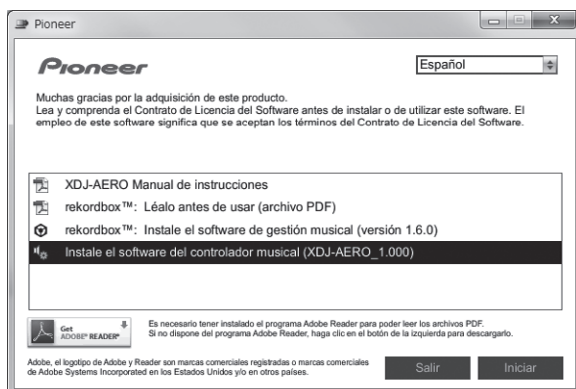 Pioneer
Pioneer
Español
Muchas gracias por la adquisición de este producto.
Lea y comprenda el Contrato de Licencia del Software antes de instalar o de utilizar este software. El
empleo de este software significa que se aceptan los términos del Contrato de Licencia del Software.
XDJ-AERO Manual de instrucciones
rekordbox™: Léalo antes de usar (archivo PDF)
rekordbox™: Instale el software de gestión musical (versión 1.6.0)
Instale el software del controlador musical (XDJ-AERO_1.000)
Get
ADOBE® READER®
Es necesario tener instalado el programa Adobe Reader para poder leer los archivos PDF.
Si no dispone del programa Adobe Reader, haga clic en el botón de la izquierda para descargarlo.
Adobe, el logotipo de Adobe y Reader son marcas comerciales registradas o marcas comerciales
de Adobe Systems Incorporated en los Estados Unidos y/o en otros países.
Salir
Iniciar